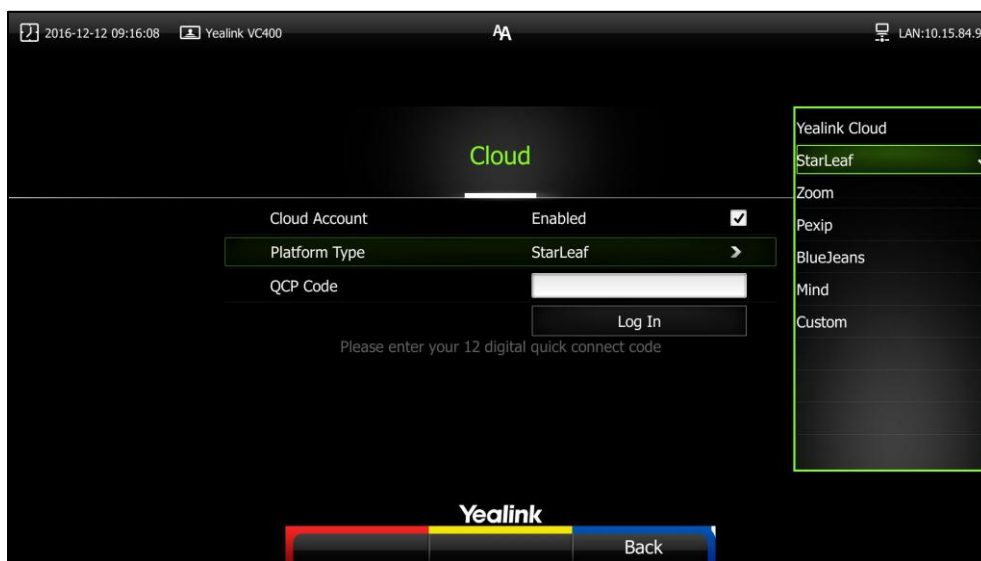 2016-12-12 09:16:08 Yealink VC400 AA LAN:10.15.84.9
Cloud
Cloud Account Enabled
Platform Type StarLeaf
QCP Code
Log In
Please enter your 12 digital quick connect code
Yealink Cloud
StarLeaf
Zoom
Pexip
BlueJeans
Mind
Custom
Yealink
Back